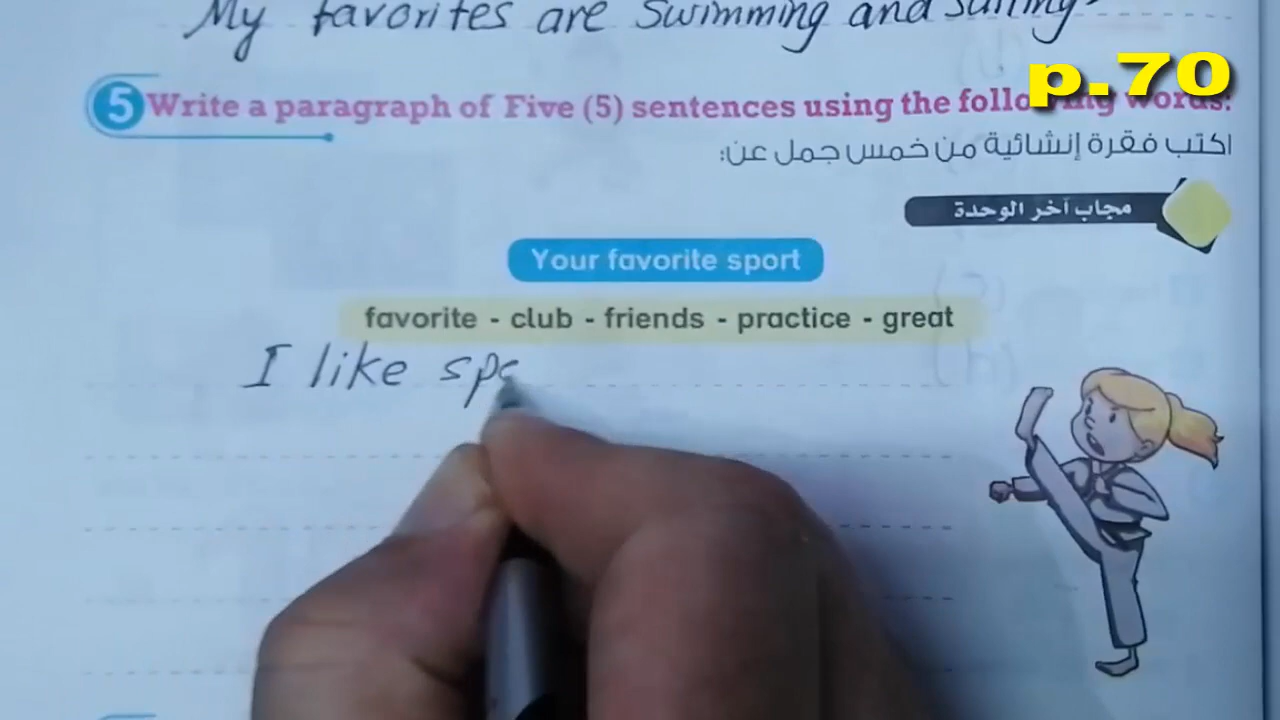 My favorites are Swimming and
p.70
5 Write a paragraph of Five (5) sentences using the following words:
اكتب فقرة إنشائية من خمس جمل عن:
مجاب آخر الوحدة
Your favorite sport
favorite - club - friends - practice - great
I like spo